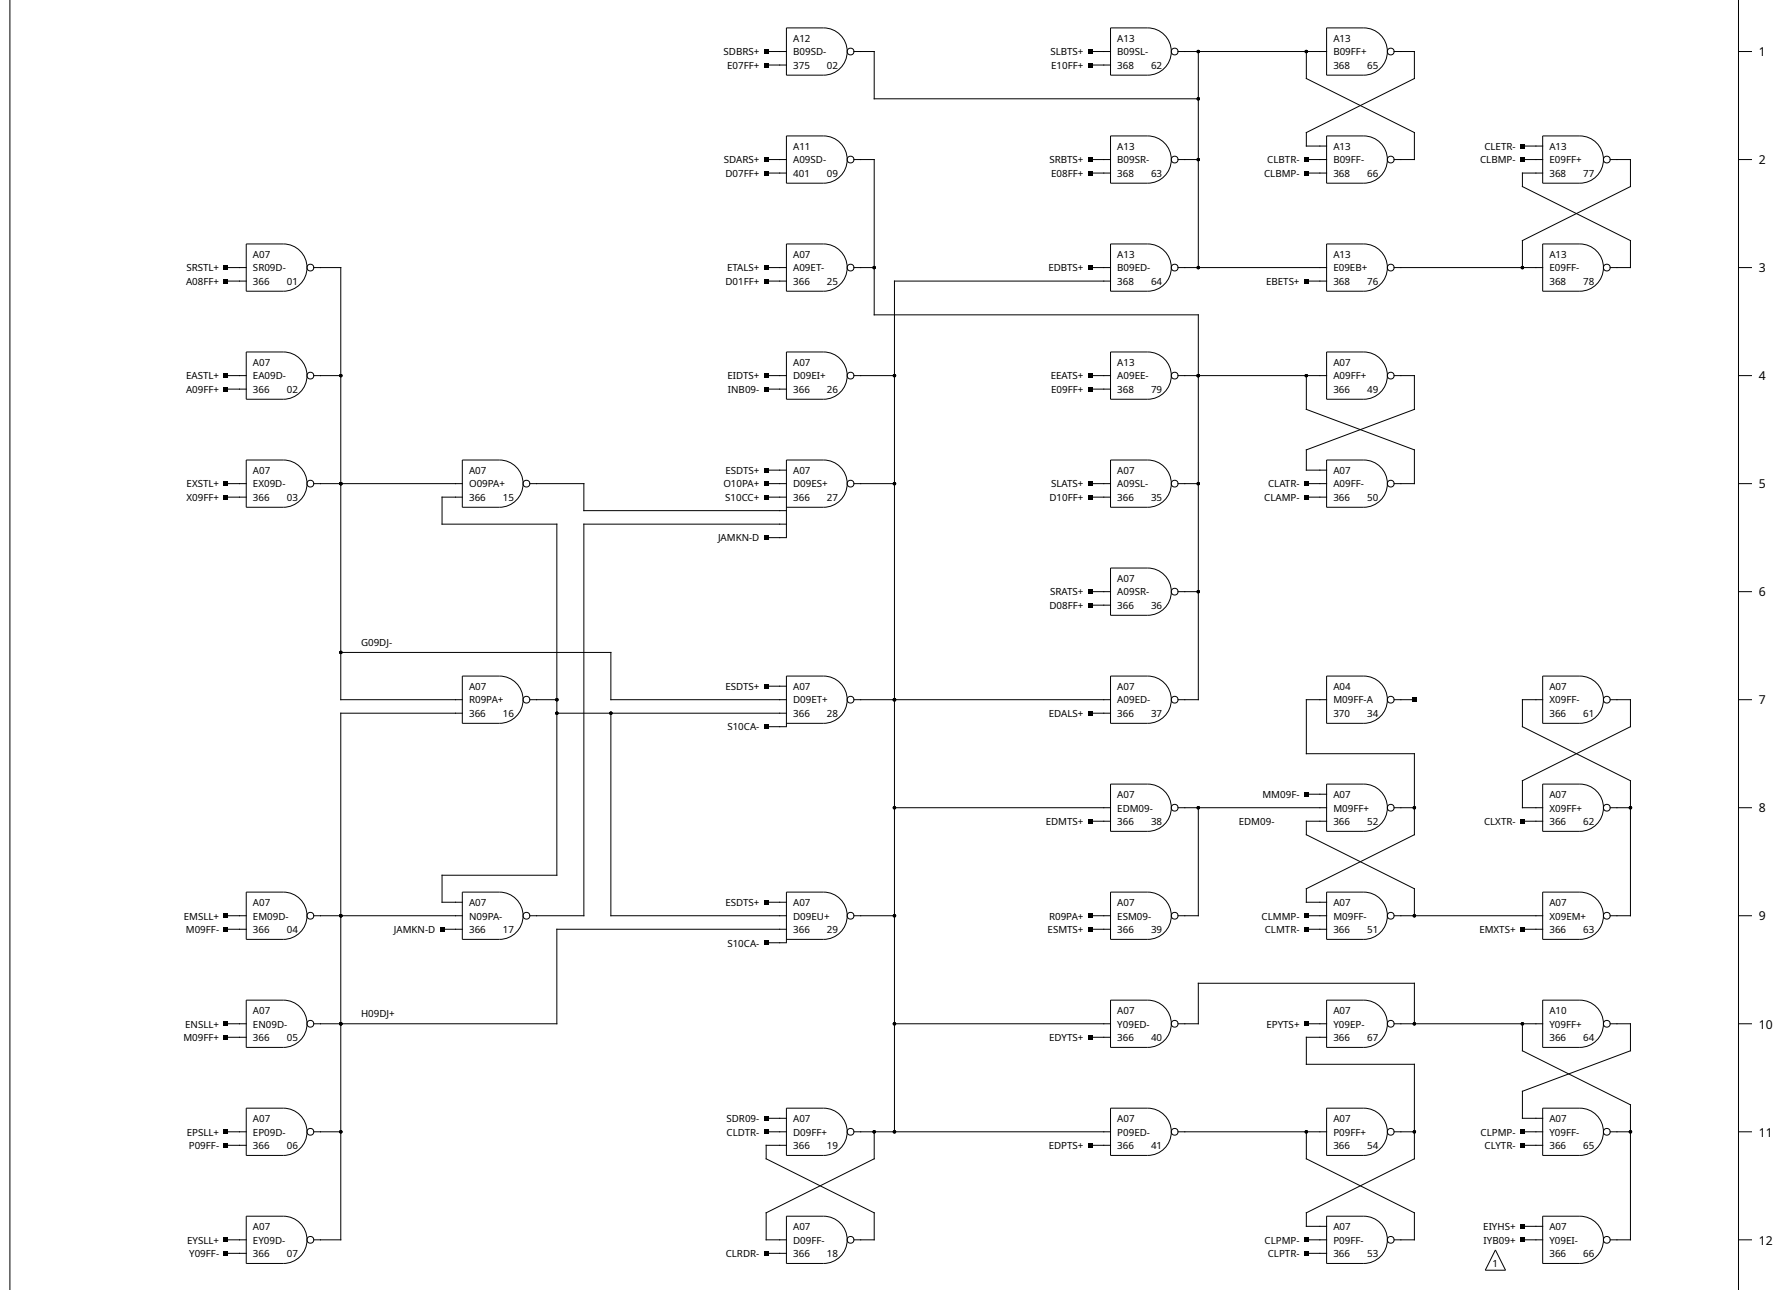 A12
SDBRS+ B09SD-
E07FF+ 375 02
A13
SLBTS+ B09SL-
E10FF+ 368 62
A13
B09FF+
368 65
1
A11
SDARS+ A09SD-
D07FF+ 401 09
A13
SRBTS+ B09SR-
E08FF+ 368 63
A13
CLBTR- B09FF-
CLBMP- 368 66
CLETR- A13
CLBMP- E09FF+
368 77
2
A07
SRSTL+ SR09D-
A08FF+ 366 01
A07
ETALS+ A09ET-
D01FF+ 366 25
A13
EDBTS+ B09ED-
368 64
A13
E09EB+
EBETS+ 368 76
A13
E09FF-
368 78
3
A07
EASTL+ EA09D-
A09FF+ 366 02
A07
EIDTS+ D09EI+
INB09- 366 26
A13
EEATS+ A09EE-
E09FF+ 368 79
A07
A09FF+
366 49
4
A07
EXSTL+ EX09D-
X09FF+ 366 03
A07
O09PA+
366 15
ESDTS+ A07
O10PA+ D09ES+
S10CC+ 366 27
JAMKN-D
A07
SLATS+ A09SL-
D10FF+ 366 35
A07
CLATR- A09FF-
CLAMP- 366 50
5
A07
SRATS+ A09SR-
D08FF+ 366 36
6
G09DJ-
A07
R09PA+
366 16
ESDTS+ A07
D09ET+
366 28
S10CA-
A07
A09ED-
EDALS+ 366 37
A04
M09FF-A
370 34
A07
X09FF-
366 61
7
A07
EDM09-
EDMTS+ 366 38
MM09F- A07
M09FF+
EDM09- 366 52
A07
X09FF+
CLXTR- 366 62
8
A07
EMSLL+ EM09D-
M09FF- 366 04
A07
N09PA-
JAMKN-D 366 17
ESDTS+ A07
D09EU+
366 29
S10CA-
A07
R09PA+ ESM09-
ESMTS+ 366 39
A07
CLMMP- M09FF-
CLMTR- 366 51
A07
X09EM+
EMXTS+ 366 63
9
A07
ENSLL+ EN09D-
M09FF+ 366 05
H09DJ+
A07
Y09ED-
EDYTS+ 366 40
A07
EPYTS+ Y09EP-
366 67
A10
Y09FF+
366 64
10
A07
EPSLL+ EP09D-
P09FF- 366 06
SDR09- A07
CLDTR- D09FF+
366 19
A07
P09ED-
EDPTS+ 366 41
A07
P09FF+
366 54
A07
CLPMP- Y09FF-
CLYTR- 366 65
11
A07
EYSLL+ EY09D-
Y09FF- 366 07
A07
D09FF-
CLRDR- 366 18
A07
CLPMP- P09FF-
CLPTR- 366 53
EIYHS+ A07
IYB09+ Y09EI-
366 66
1
12